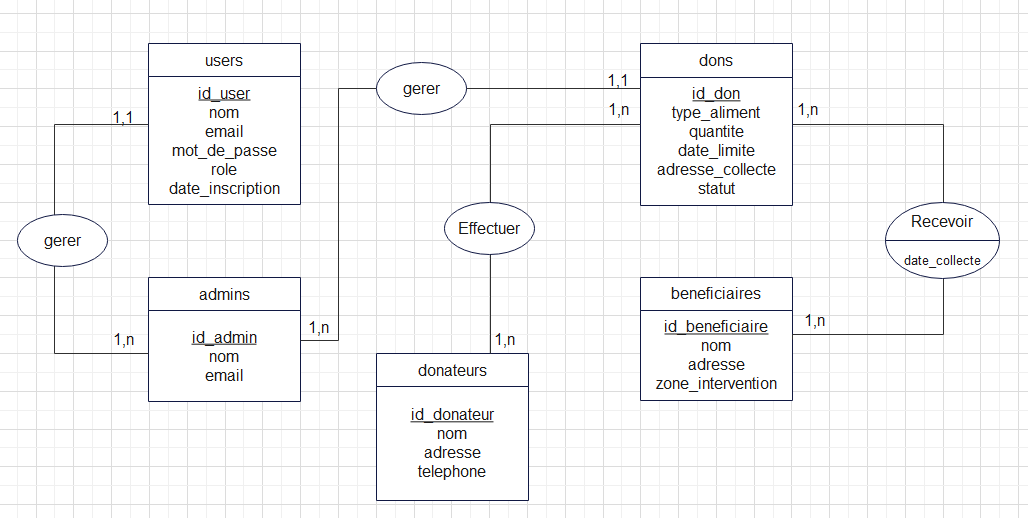 users
id_user
nom
email
mot_de_passe
role
date_inscription
1,1
gerer
1,n
admins
id_admin
nom
email
1,n
gerer
1,1
dons
id_don
type_aliment
quantite
date_limite
adresse_collecte
statut
1,n
Effectuer
1,n
donateurs
id_donateur
nom
adresse
telephone
1,n
Recevoir
date_collecte
1,n
beneficiaires
id_beneficiaire
nom
adresse
zone_intervention